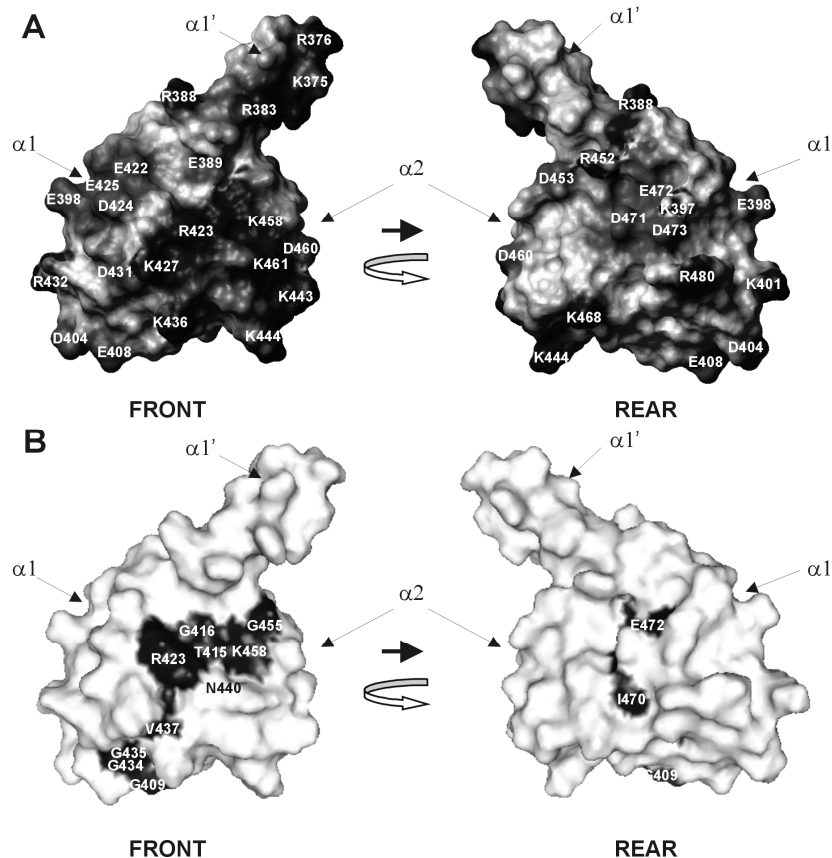 A
α1'
R376
K375
R388
R383
α1
E422
E389
E425
E398
D424
α2
K458
R423
D460
D431
K427
K461
R432
K443
K436
D404
K444
E408
FRONT
α1'
R388
R452
α1
D453
E472
K397
E398
D471
D473
D460
R480
K401
K468
K444
D404
E408
REAR
B
α1'
α1
α2
G455
G416
R423
T415
K458
N440
V437
G435
G434
G409
FRONT
α1'
α1
E472
I470
G409
REAR